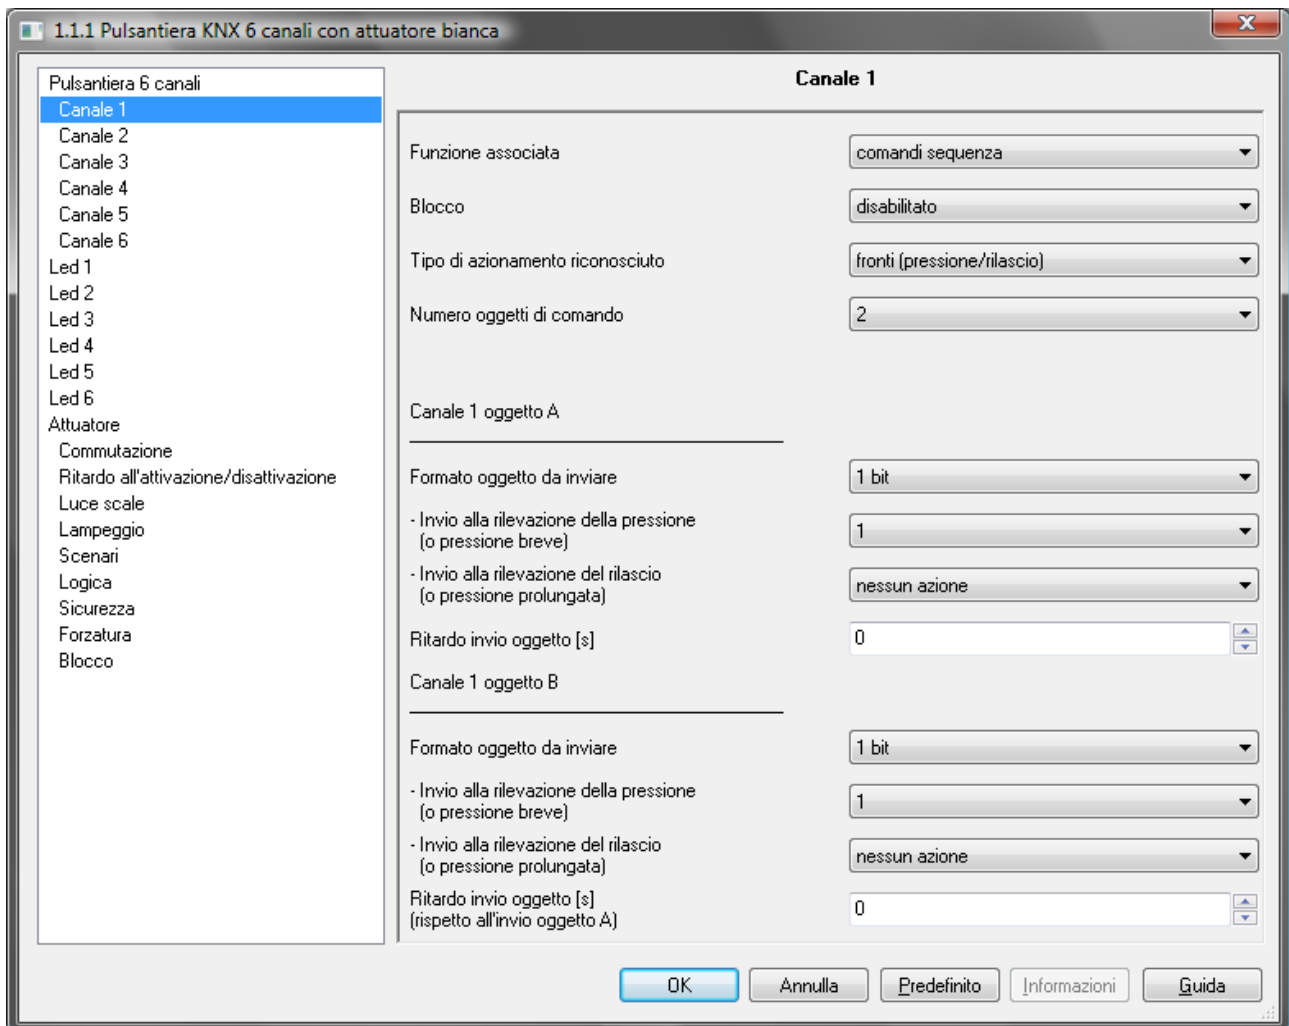 1.1.1 Pulsantiera KNX 6 canali con attuatore bianca
Pulsantiera 6 canali
Canale 1
Canale 2
Canale 3
Canale 4
Canale 5
Canale 6
Led 1
Led 2
Led 3
Led 4
Led 5
Led 6
Attuatore
Commutazione
Ritardo all'attivazione/disattivazione
Luce scale
Lampeggio
Scenari
Logica
Sicurezza
Forzatura
Blocco
Canale 1
Funzione associata comandi sequenza
Blocco disabilitato
Tipo di azionamento riconosciuto fronti (pressione/rilascio)
Numero oggetti di comando 2
Canale 1 oggetto A
Formato oggetto da inviare 1 bit
- Invio alla rilevazione della pressione
(o pressione breve) 1
- Invio alla rilevazione del rilascio
(o pressione prolungata) nessun azione
Ritardo invio oggetto [s] 0
Canale 1 oggetto B
Formato oggetto da inviare 1 bit
- Invio alla rilevazione della pressione
(o pressione breve) 1
- Invio alla rilevazione del rilascio
(o pressione prolungata) nessun azione
Ritardo invio oggetto [s]
(rispetto all'invio oggetto A) 0
OK Annulla Predefinito Informazioni Guida